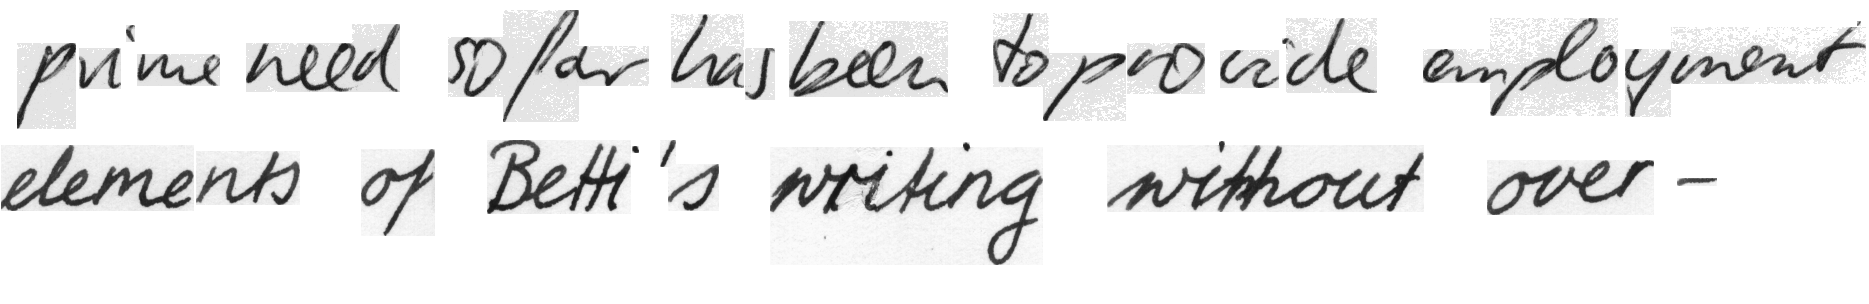 prime need so far has been to provide employment
elements of Betti's writing without over-